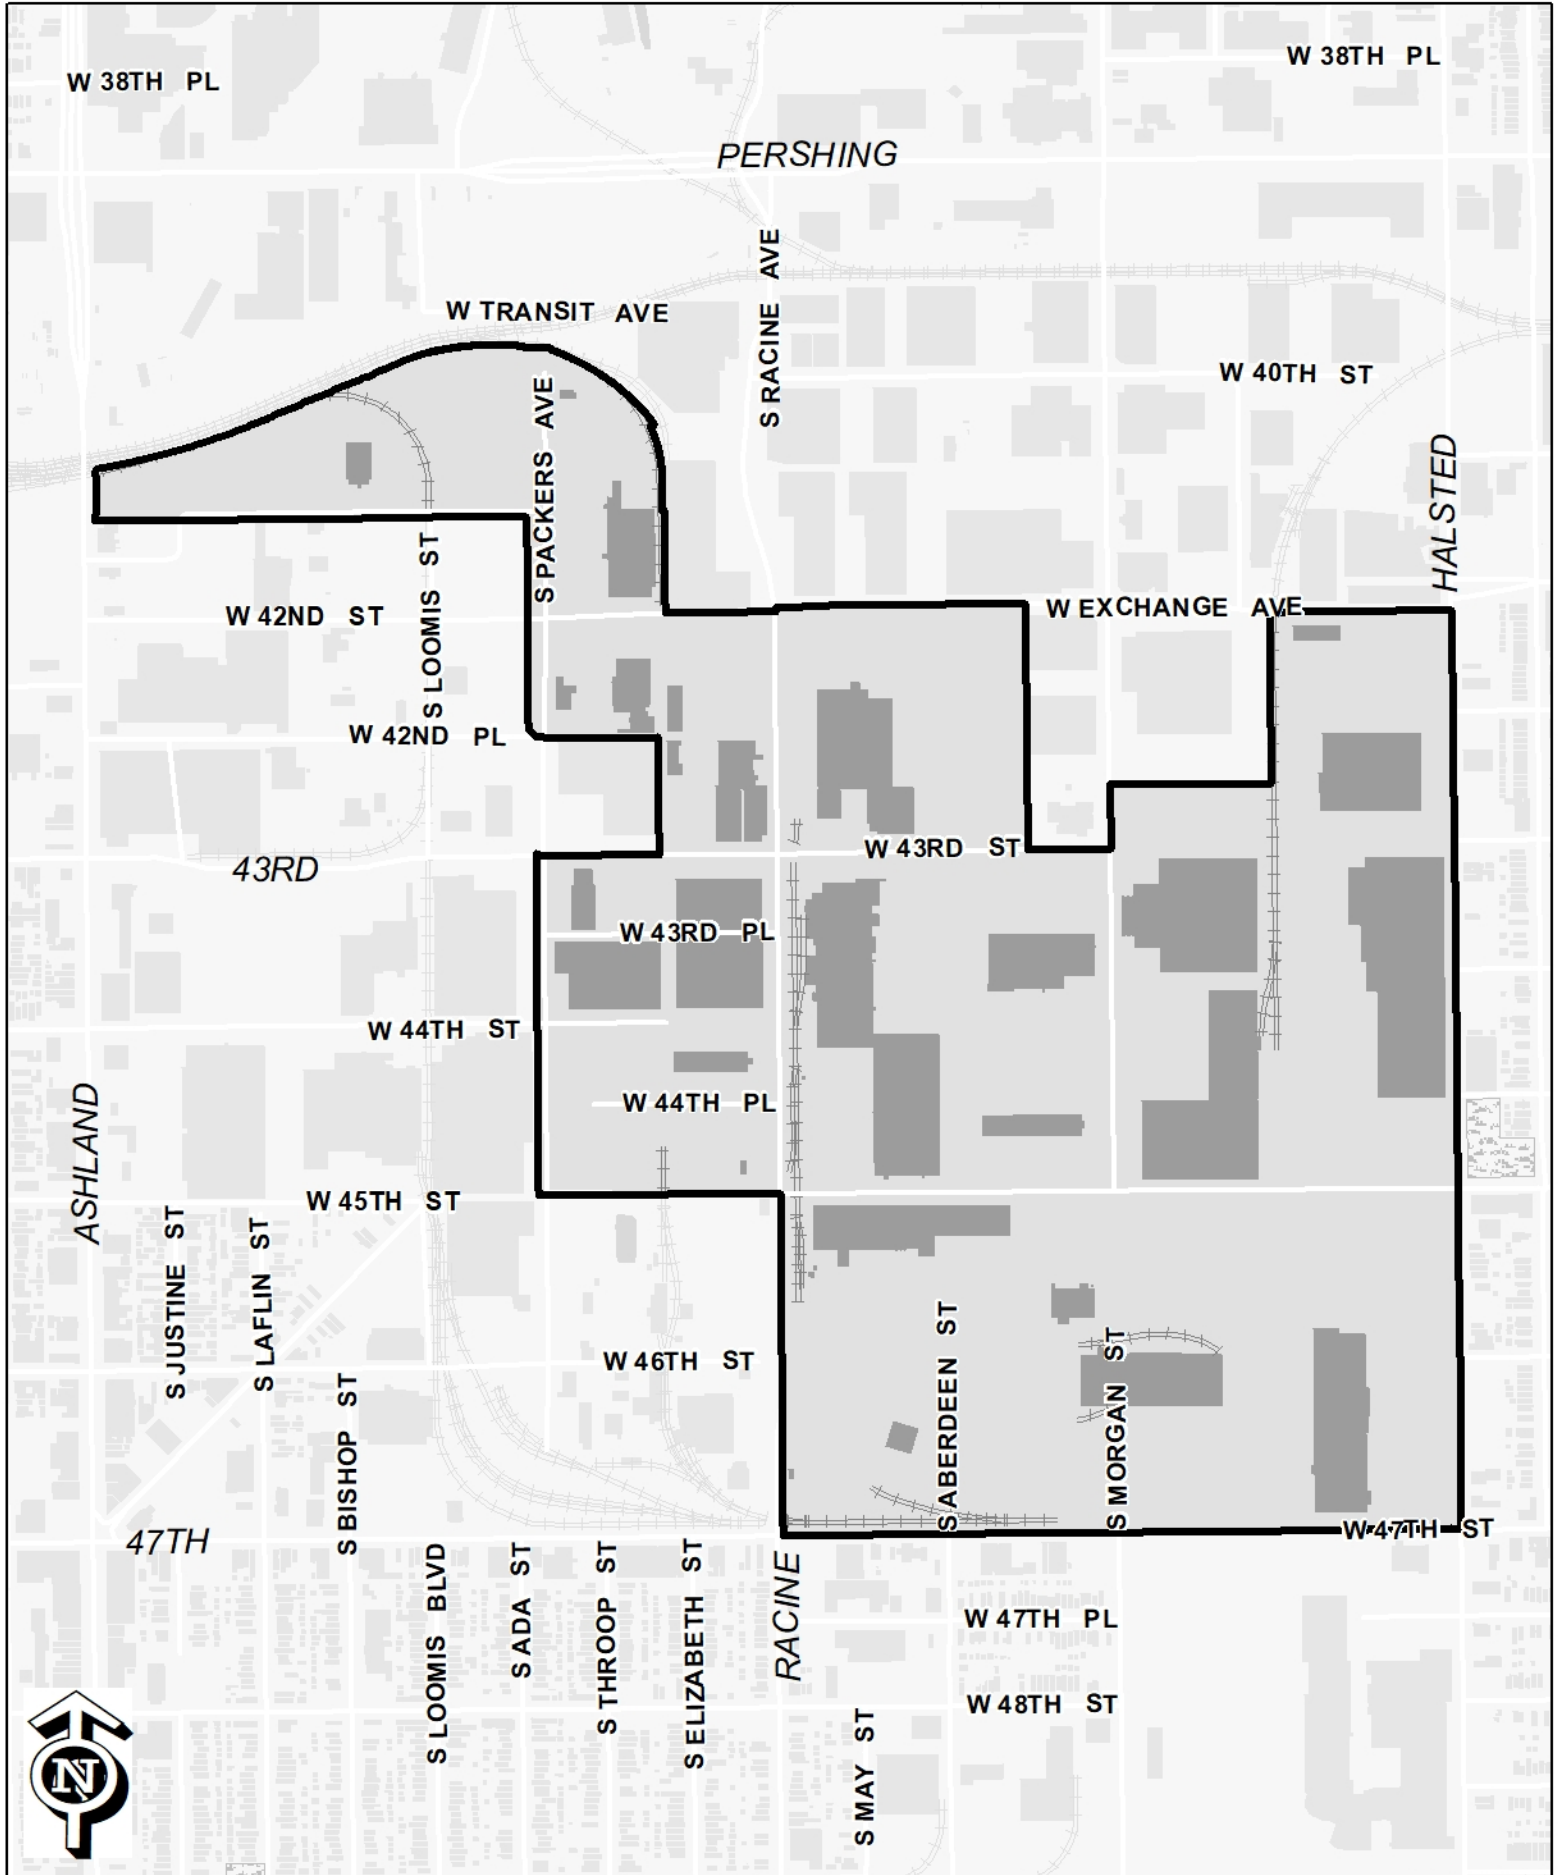 W 38TH PL
W 38TH PL
PERSHING
S RACINE AVE
W TRANSIT AVE
W 40TH ST
S PACKERS AVE
HALSTED
S LOOMIS ST
W 42ND ST
W EXCHANGE AVE
W 42ND PL
43RD
W 43RD ST
W 43RD PL
W 44TH ST
ASHLAND
W 44TH PL
W 45TH ST
S JUSTINE ST
S LAFLIN ST
W 46TH ST
S BISHOP ST
S ABERDEEN ST
S MORGAN ST
47TH
W 47TH ST
S LOOMIS BLVD
S ADA ST
S THROOP ST
S ELIZABETH ST
RACINE
W 47TH PL
W 48TH ST
S MAY ST
N